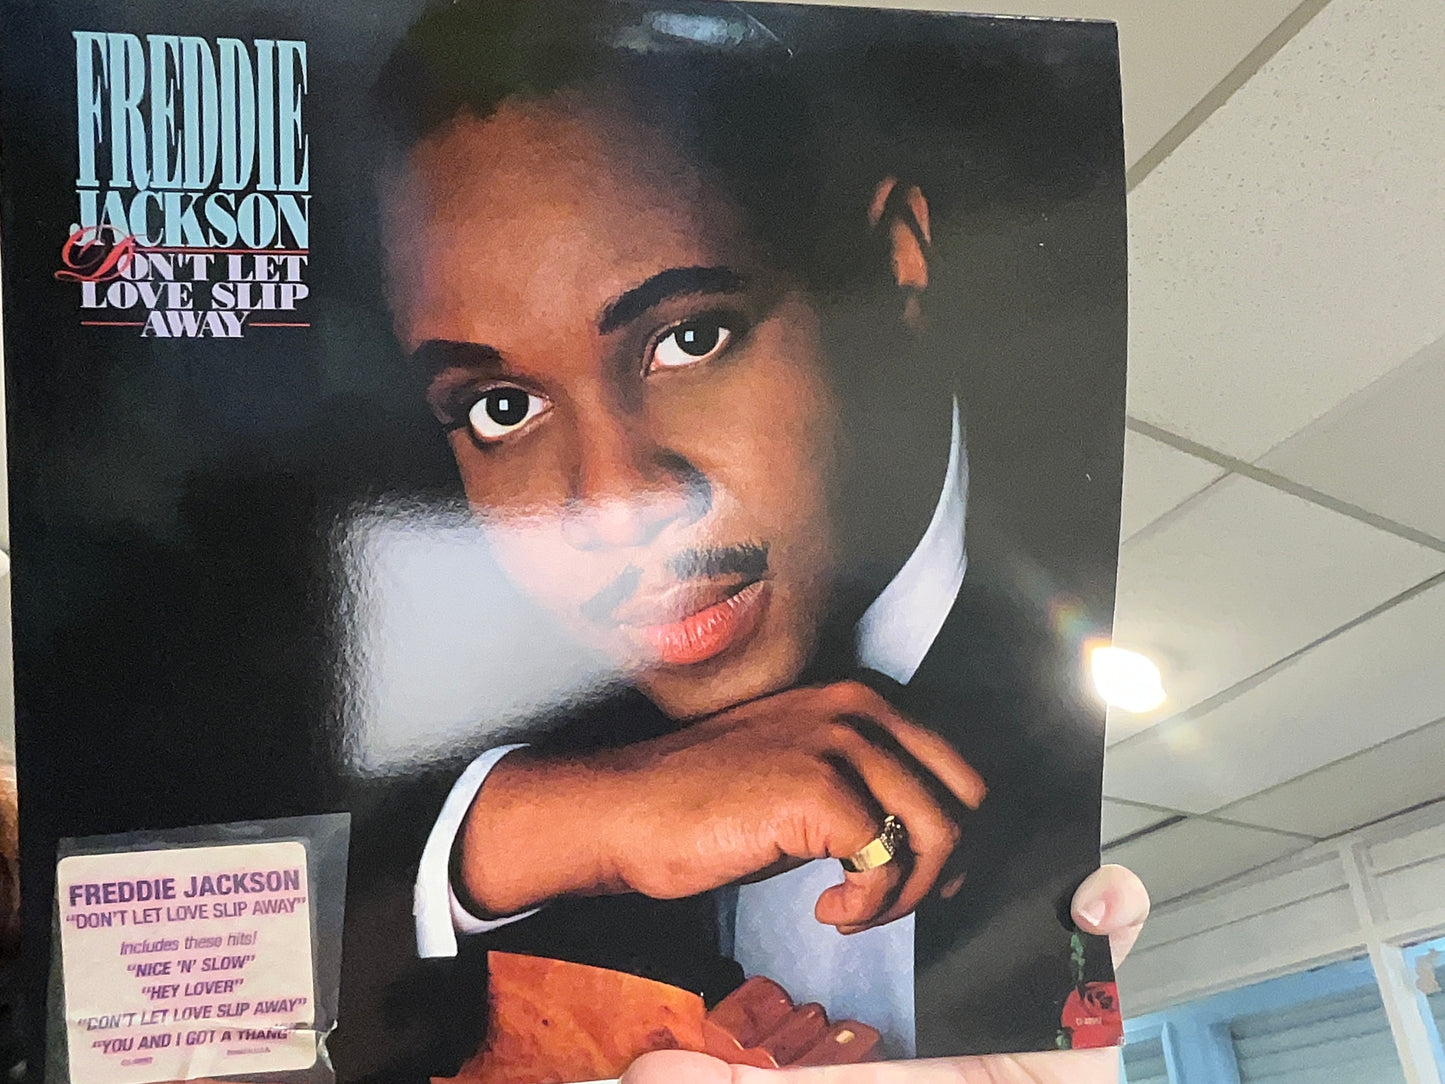 FREDDIE
JACKSON
DON'T LET
LOVE SLIP
AWAY
FREDDIE JACKSON
"DON'T LET LOVE SLIP AWAY"
Includes these hits!
"NICE 'N' SLOW"
"HEY LOVER"
"DON'T LET LOVE SLIP AWAY"
"YOU AND I GOT A THANG"